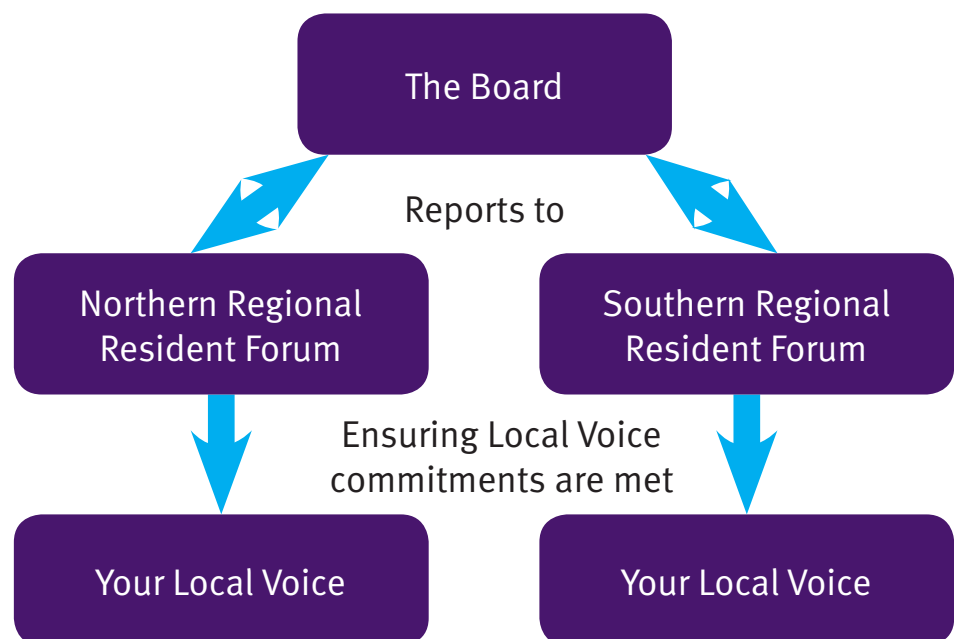 The Board
Reports to
Northern Regional
Resident Forum
Southern Regional
Resident Forum
Ensuring Local Voice
commitments are met
Your Local Voice
Your Local Voice